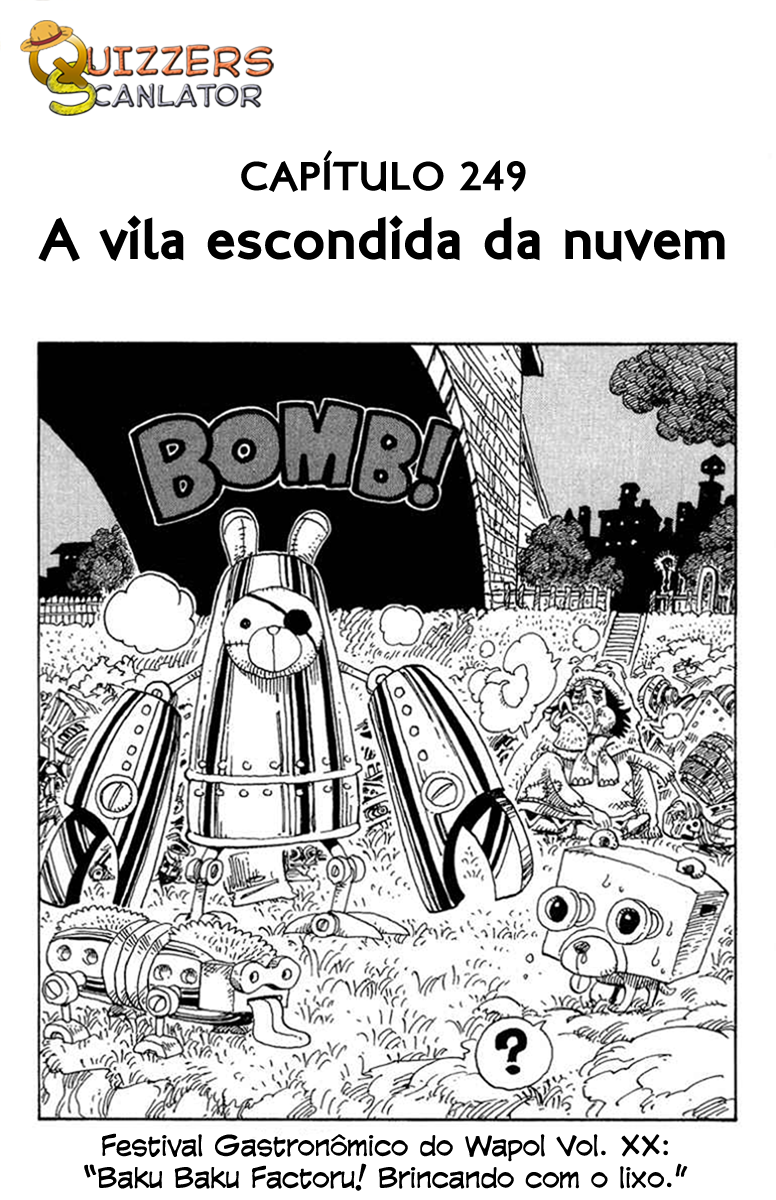 QUIZZERS
SCANLATOR
CAPÍTULO 249
A vila escondida da nuvem
BOMB!
?
Festival Gastronômico do Wapol Vol. XX:
“Baku Baku Factoru! Brincando com o lixo.”